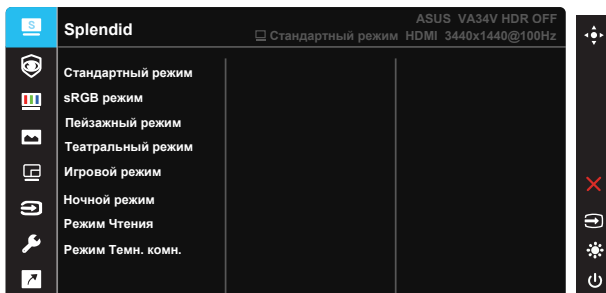 S
Splendid
ASUS VA34V HDR OFF
Стандартный режим HDMI 3440x1440@100Hz
Стандартный режим
sRGB режим
Пейзажный режим
Театральный режим
Игровой режим
Ночной режим
Режим Чтения
Режим Темн. комн.